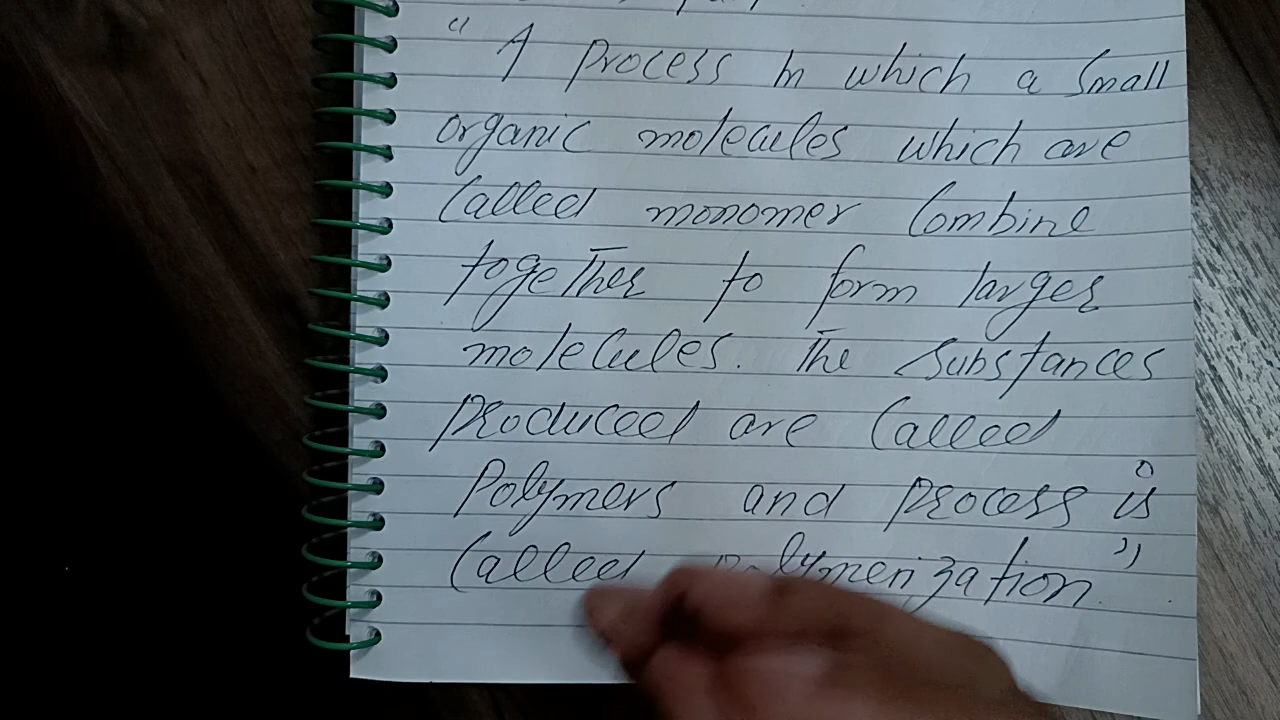 " A Process In which a Small
organic molecules which are
Called monomer Combine
together to form larger
molecules. The Substances
Produced are Called
Polymers and Process is
Called Polymerization "